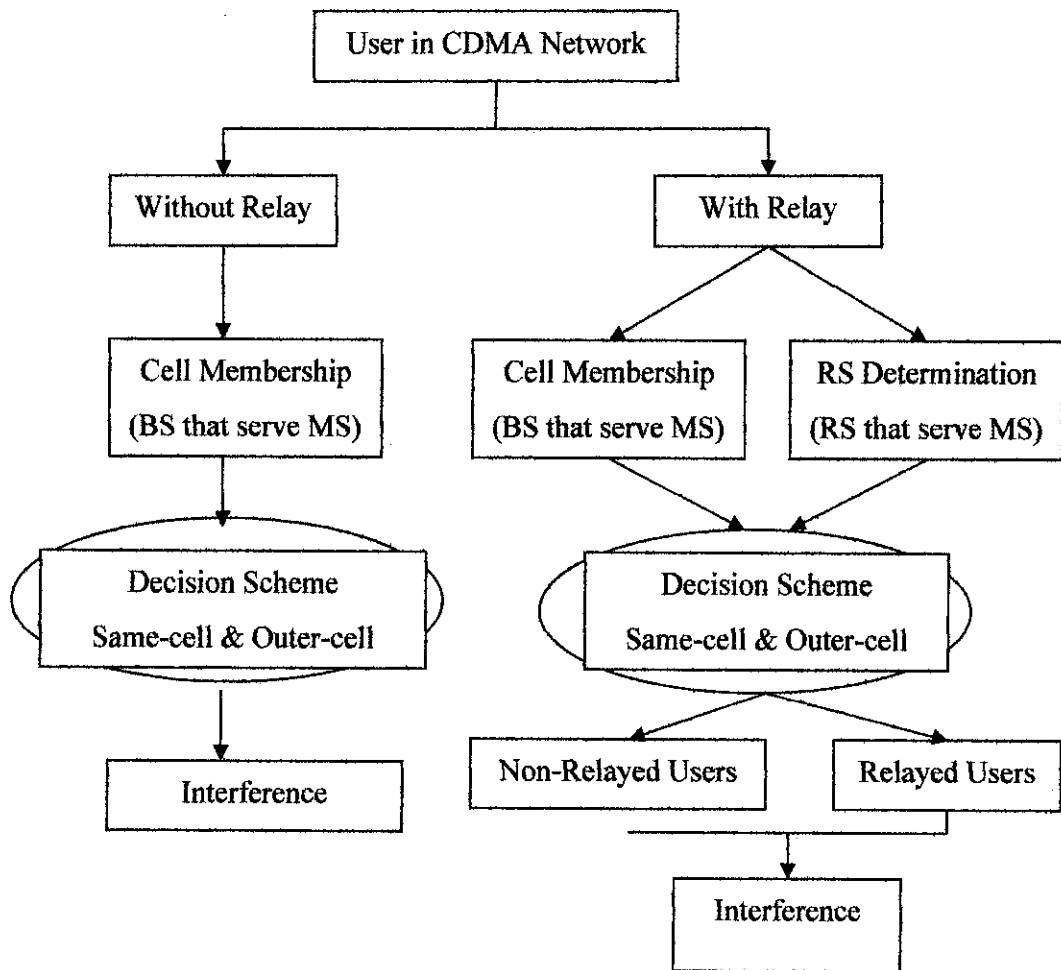 User in CDMA Network
Without Relay
With Relay
Cell Membership
(BS that serve MS)
Cell Membership
(BS that serve MS)
RS Determination
(RS that serve MS)
Decision Scheme
Same-cell & Outer-cell
Decision Scheme
Same-cell & Outer-cell
Non-Relayed Users
Relayed Users
Interference
Interference